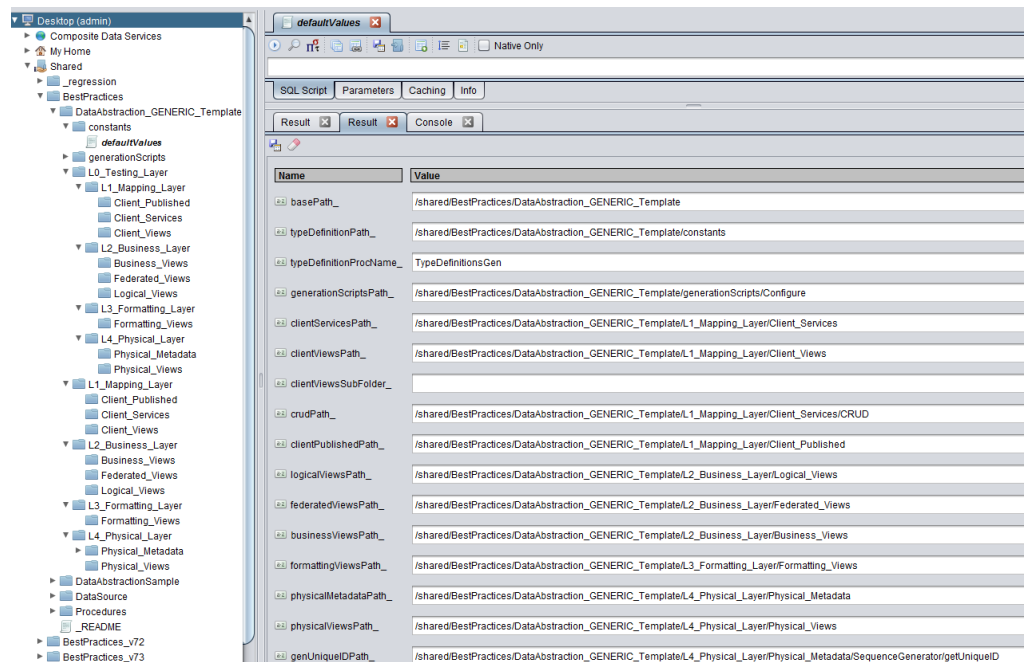 Desktop (admin)
Composite Data Services
My Home
Shared
_regression
BestPractices
DataAbstraction_GENERIC_Template
constants
defaultValues
generationScripts
L0_Testing_Layer
L1_Mapping_Layer
Client_Published
Client_Services
Client_Views
L2_Business_Layer
Business_Views
Federated_Views
Logical_Views
L3_Formatting_Layer
Formatting_Views
L4_Physical_Layer
Physical_Metadata
Physical_Views
L1_Mapping_Layer
Client_Published
Client_Services
Client_Views
L2_Business_Layer
Business_Views
Federated_Views
Logical_Views
L3_Formatting_Layer
Formatting_Views
L4_Physical_Layer
Physical_Metadata
Physical_Views
DataAbstractionSample
DataSource
Procedures
_README
BestPractices_v72
BestPractices_v73
defaultValues
Native Only
SQL Script Parameters Caching Info
Result Result Console
Name Value
basePath_ /shared/BestPractices/DataAbstraction_GENERIC_Template
typeDefinitionPath_ /shared/BestPractices/DataAbstraction_GENERIC_Template/constants
typeDefinitionProcName_ TypeDefinitionsGen
generationScriptsPath_ /shared/BestPractices/DataAbstraction_GENERIC_Template/generationScripts/Configure
clientServicesPath_ /shared/BestPractices/DataAbstraction_GENERIC_Template/L1_Mapping_Layer/Client_Services
clientViewsPath_ /shared/BestPractices/DataAbstraction_GENERIC_Template/L1_Mapping_Layer/Client_Views
clientViewsSubFolder_
crudPath_ /shared/BestPractices/DataAbstraction_GENERIC_Template/L1_Mapping_Layer/Client_Services/CRUD
clientPublishedPath_ /shared/BestPractices/DataAbstraction_GENERIC_Template/L1_Mapping_Layer/Client_Published
logicalViewsPath_ /shared/BestPractices/DataAbstraction_GENERIC_Template/L2_Business_Layer/Logical_Views
federatedViewsPath_ /shared/BestPractices/DataAbstraction_GENERIC_Template/L2_Business_Layer/Federated_Views
businessViewsPath_ /shared/BestPractices/DataAbstraction_GENERIC_Template/L2_Business_Layer/Business_Views
formattingViewsPath_ /shared/BestPractices/DataAbstraction_GENERIC_Template/L3_Formatting_Layer/Formatting_Views
physicalMetadataPath_ /shared/BestPractices/DataAbstraction_GENERIC_Template/L4_Physical_Layer/Physical_Metadata
physicalViewsPath_ /shared/BestPractices/DataAbstraction_GENERIC_Template/L4_Physical_Layer/Physical_Views
genUniqueIDPath_ /shared/BestPractices/DataAbstraction_GENERIC_Template/L4_Physical_Layer/Physical_Metadata/SequenceGenerator/getUniqueID